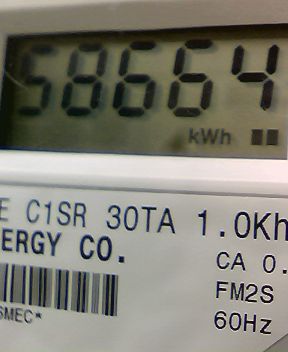 58664
kWh
E C1SR 30TA 1.0Kh
ERGY CO.
CA 0.
FM2S
SMEC*
60Hz